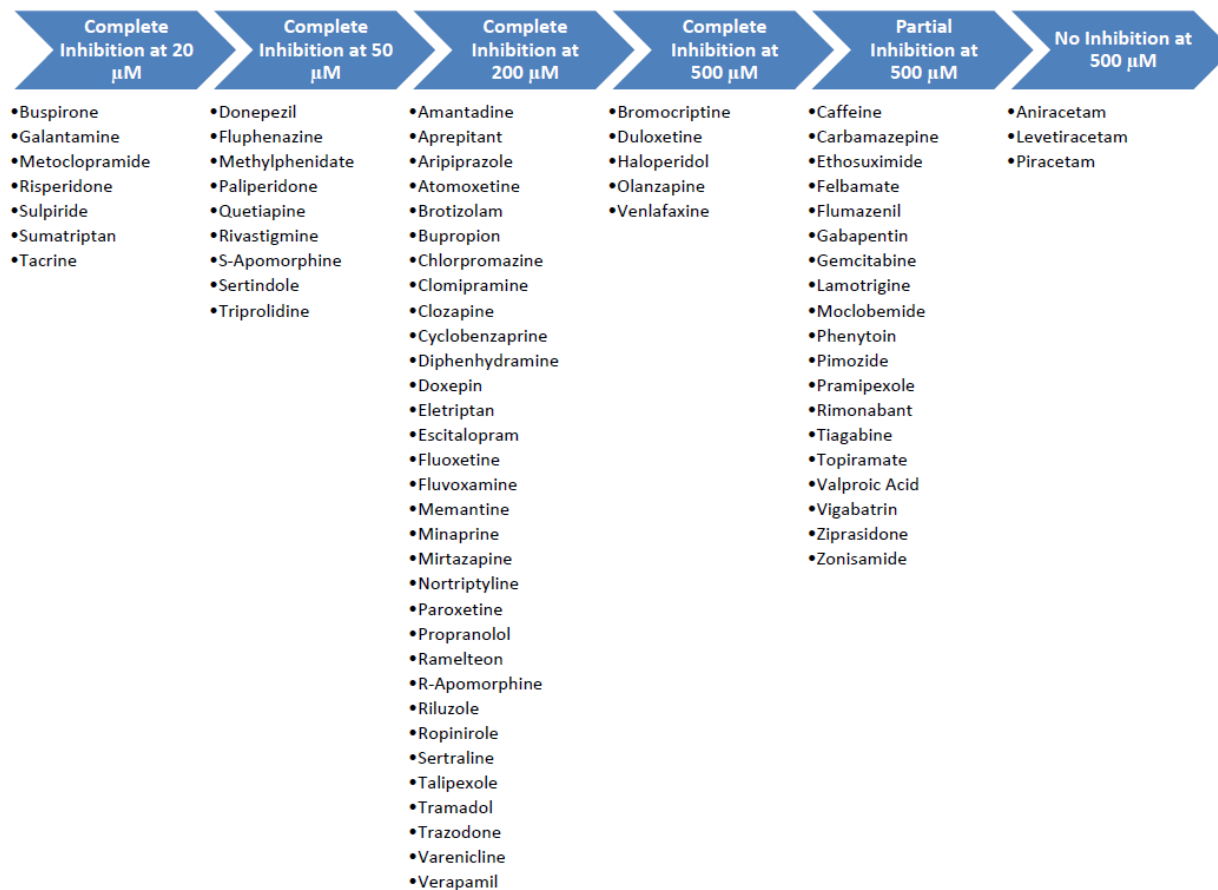 Complete
Inhibition at 20
µM
Complete
Inhibition at 50
µM
Complete
Inhibition at
200 µM
Complete
Inhibition at
500 µM
Partial
Inhibition at
500 µM
No Inhibition at
500 µM
•Buspirone
•Galantamine
•Metoclopramide
•Risperidone
•Sulpiride
•Sumatriptan
•Tacrine
•Donepezil
•Fluphenazine
•Methylphenidate
•Paliperidone
•Quetiapine
•Rivastigmine
•S-Apomorphine
•Sertindole
•Triprolidine
•Amantadine
•Aprepitant
•Aripiprazole
•Atomoxetine
•Brotizolam
•Bupropion
•Chlorpromazine
•Clomipramine
•Clozapine
•Cyclobenzaprine
•Diphenhydramine
•Doxepin
•Eletriptan
•Escitalopram
•Fluoxetine
•Fluvoxamine
•Memantine
•Minaprine
•Mirtazapine
•Nortriptyline
•Paroxetine
•Propranolol
•Ramelteon
•R-Apomorphine
•Riluzole
•Ropinirole
•Sertraline
•Talipexole
•Tramadol
•Trazodone
•Varenicline
•Verapamil
•Bromocriptine
•Duloxetine
•Haloperidol
•Olanzapine
•Venlafaxine
•Caffeine
•Carbamazepine
•Ethosuximide
•Felbamate
•Flumazenil
•Gabapentin
•Gemcitabine
•Lamotrigine
•Moclobemide
•Phenytoin
•Pimozide
•Pramipexole
•Rimonabant
•Tiagabine
•Topiramate
•Valproic Acid
•Vigabatrin
•Ziprasidone
•Zonisamide
•Aniracetam
•Levetiracetam
•Piracetam